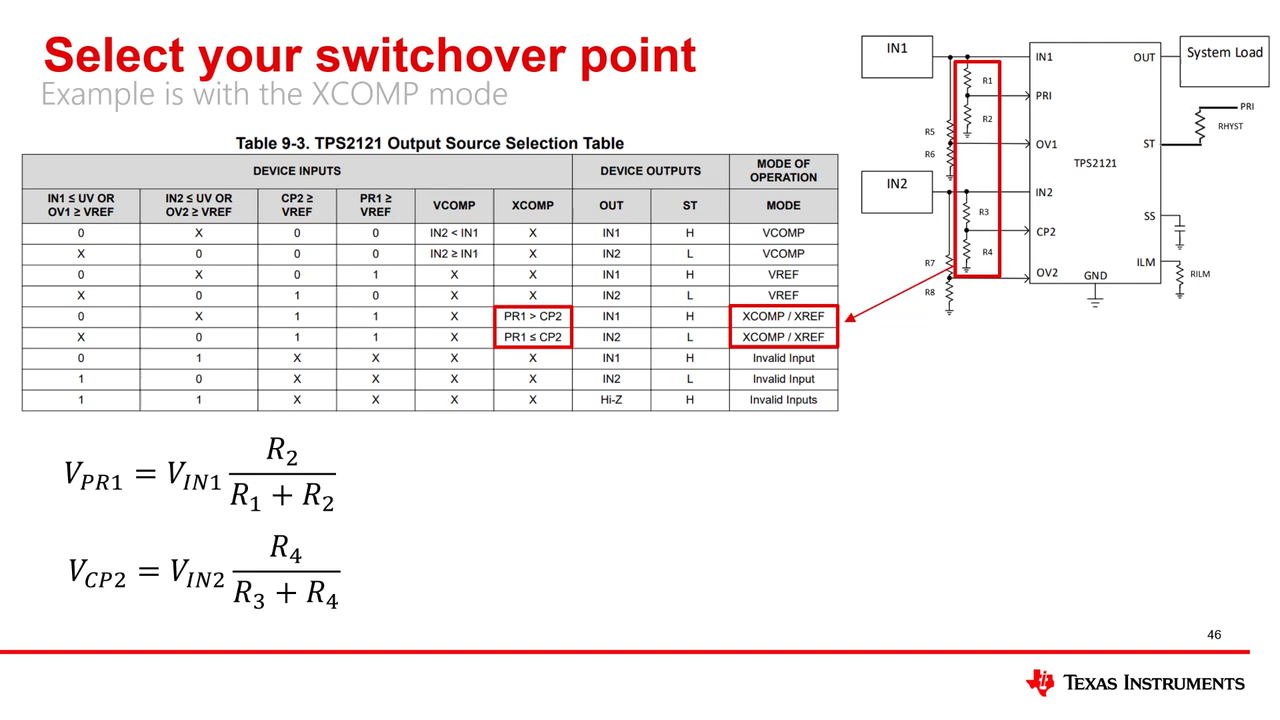 Select your switchover point
Example is with the XCOMP mode
Table 9-3. TPS2121 Output Source Selection Table
DEVICE INPUTS DEVICE OUTPUTS MODE OF OPERATION
IN1 ≤ UV OR OV1 ≥ VREF IN2 ≤ UV OR OV2 ≥ VREF CP2 ≥ VREF PR1 ≥ VREF VCOMP XCOMP OUT ST MODE
0 X 0 0 IN2 < IN1 X IN1 H VCOMP
X 0 0 0 IN2 ≥ IN1 X IN2 L VCOMP
0 X 0 1 X X IN1 H VREF
X 0 1 0 X X IN2 L VREF
0 X 1 1 X PR1 > CP2 IN1 H XCOMP / XREF
X 0 1 1 X PR1 ≤ CP2 IN2 L XCOMP / XREF
0 1 X X X X IN1 H Invalid Input
1 0 X X X X IN2 L Invalid Input
1 1 X X X X Hi-Z H Invalid Inputs
V_PR1 = V_IN1 R_2 / (R_1 + R_2)
V_CP2 = V_IN2 R_4 / (R_3 + R_4)
IN1
IN2
R1
R2
R5
R6
R3
R4
R7
R8
IN1
PRI
OV1
IN2
CP2
OV2
TPS2121
GND
OUT
ST
SS
ILM
System Load
PRI
RHYST
RILM
46
TEXAS INSTRUMENTS